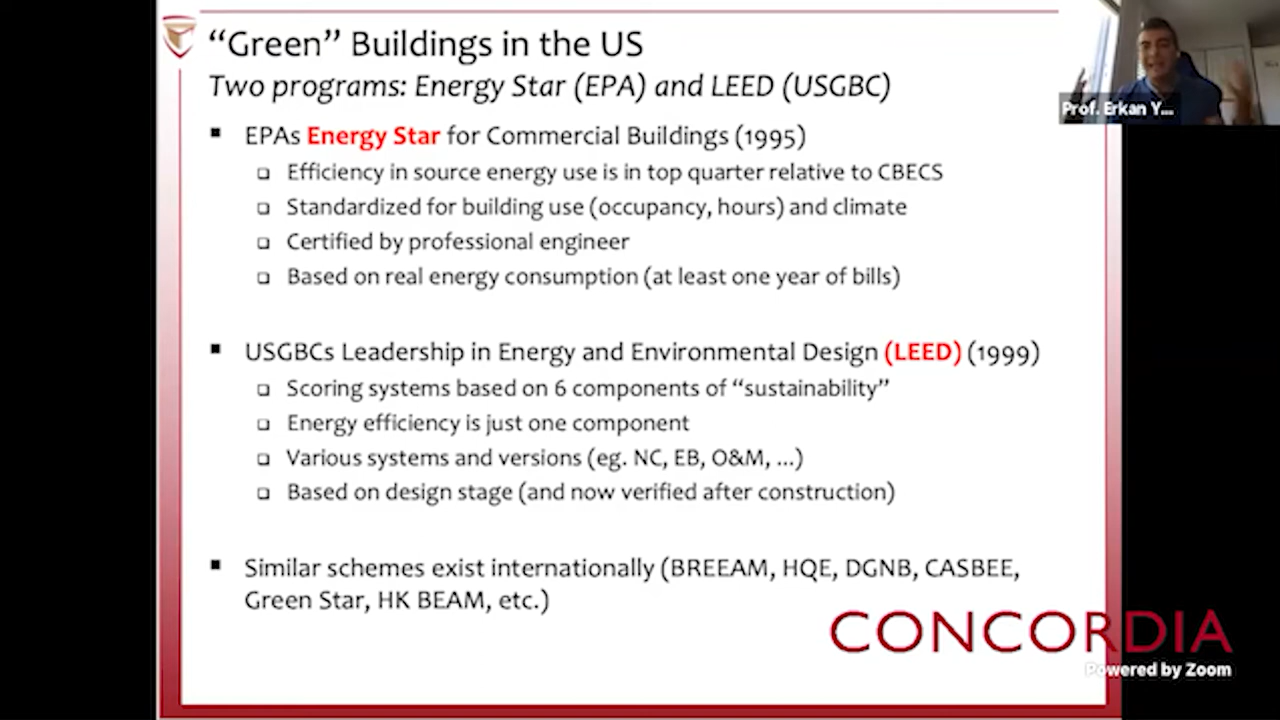 “Green” Buildings in the US
Two programs: Energy Star (EPA) and LEED (USGBC)
Prof. Erkan Y...
EPAs Energy Star for Commercial Buildings (1995)
Efficiency in source energy use is in top quarter relative to CBECS
Standardized for building use (occupancy, hours) and climate
Certified by professional engineer
Based on real energy consumption (at least one year of bills)
USGBCs Leadership in Energy and Environmental Design (LEED) (1999)
Scoring systems based on 6 components of “sustainability”
Energy efficiency is just one component
Various systems and versions (eg. NC, EB, O&M, ...)
Based on design stage (and now verified after construction)
Similar schemes exist internationally (BREEAM, HQE, DGNB, CASBEE,
Green Star, HK BEAM, etc.)
CONCORDIA
Powered by Zoom